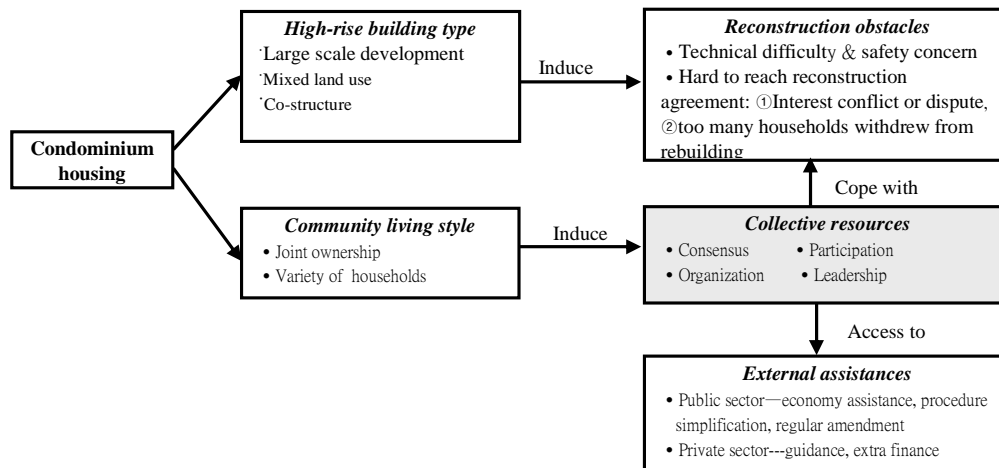 High-rise building type
·Large scale development
·Mixed land use
·Co-structure
Induce
Reconstruction obstacles
• Technical difficulty & safety concern
• Hard to reach reconstruction
agreement: ①Interest conflict or dispute,
②too many households withdrew from
rebuilding
Condominium
housing
Cope with
Community living style
• Joint ownership
• Variety of households
Induce
Collective resources
• Consensus • Participation
• Organization • Leadership
Access to
External assistances
• Public sector—economy assistance, procedure
simplification, regular amendment
• Private sector---guidance, extra finance